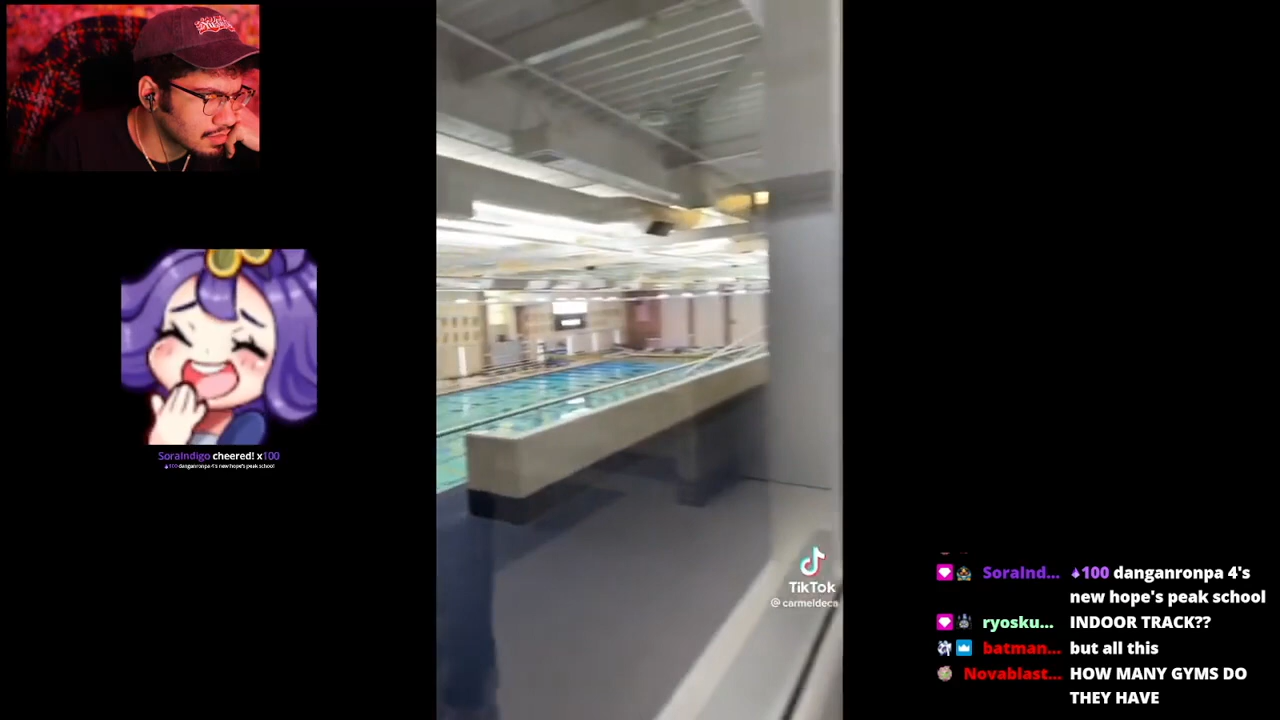 SoraIndigo cheered! x100
100 danganronpa 4's new hope's peak school
TikTok
@carmeldeca
SoraInd... 100 danganronpa 4's
new hope's peak school
ryosku... INDOOR TRACK??
batman... but all this
Novablast... HOW MANY GYMS DO
THEY HAVE